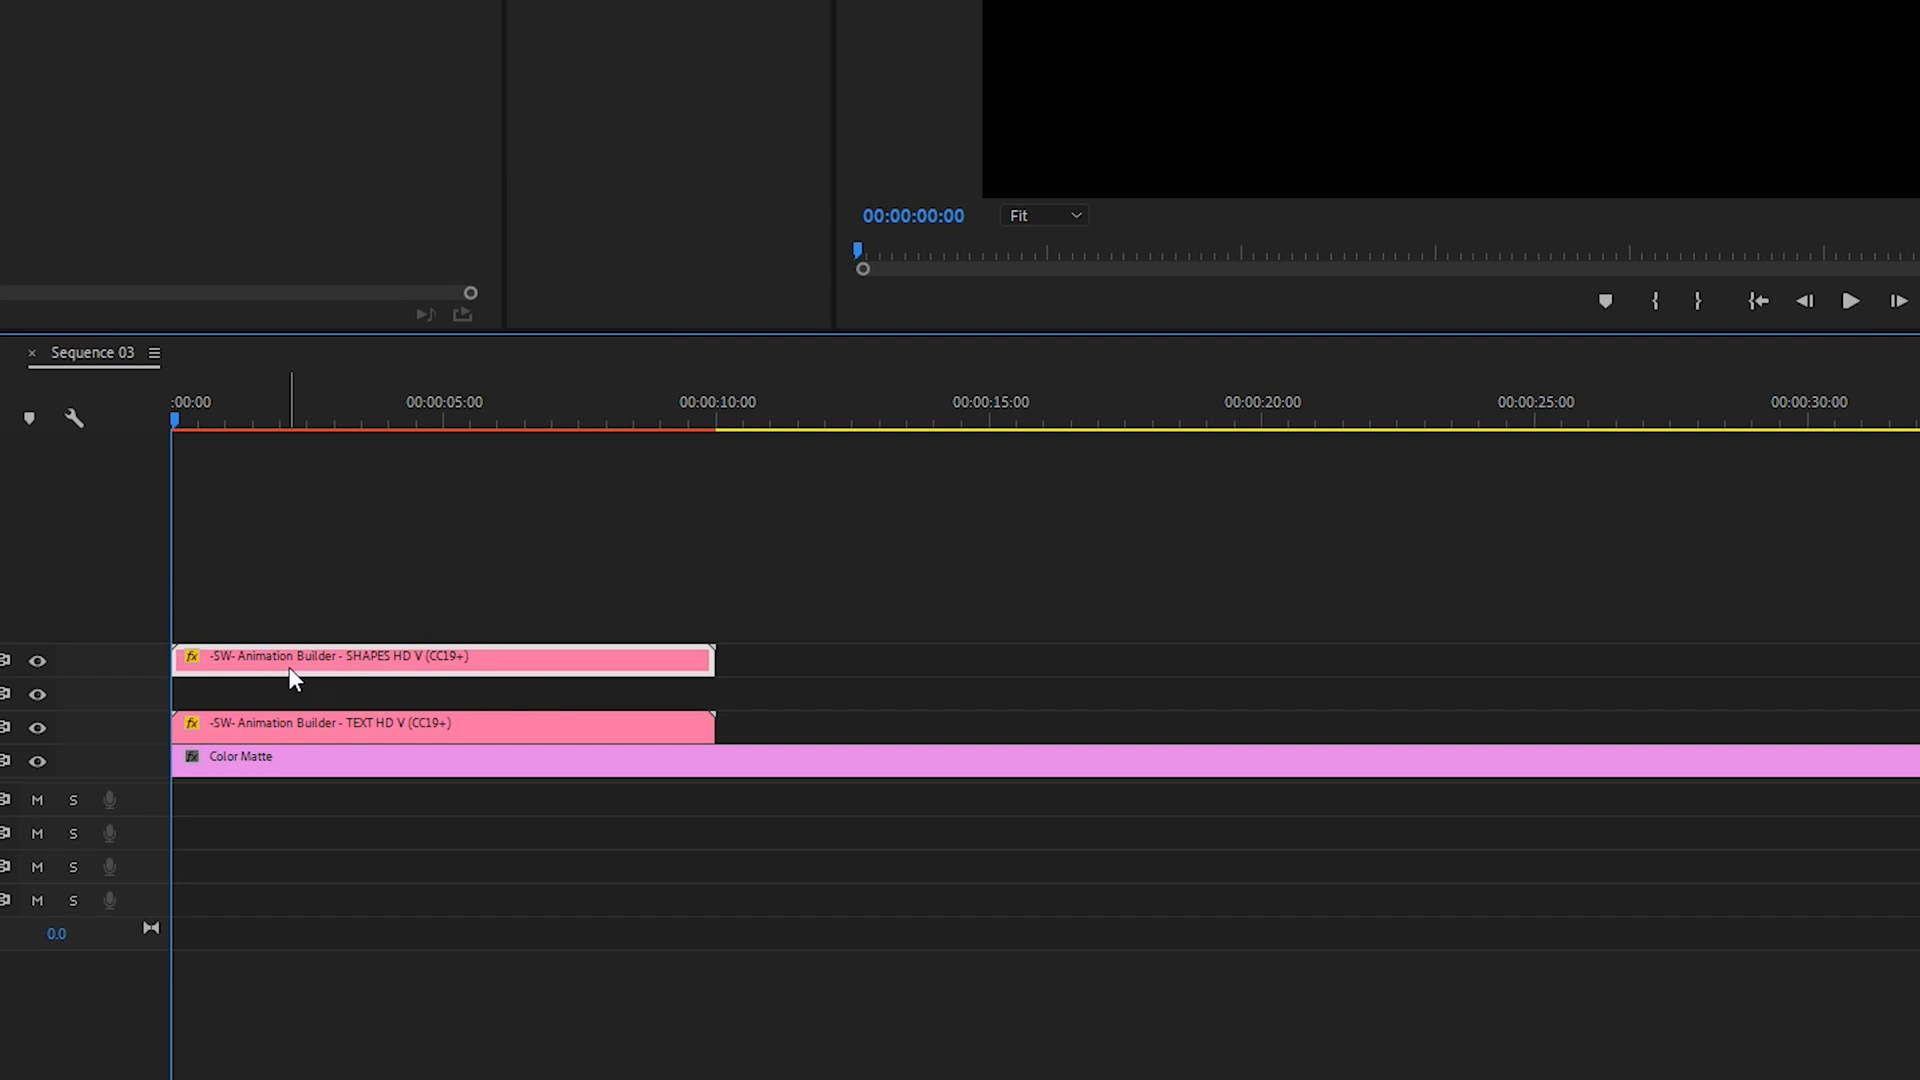 00:00:00:00 Fit
Sequence 03
:00:00 00:00:05:00 00:00:10:00 00:00:15:00 00:00:20:00 00:00:25:00 00:00:30:00
fx -SW- Animation Builder - SHAPES HD V (CC19+)
fx -SW- Animation Builder - TEXT HD V (CC19+)
fx Color Matte
M S
M S
M S
M S
0.0